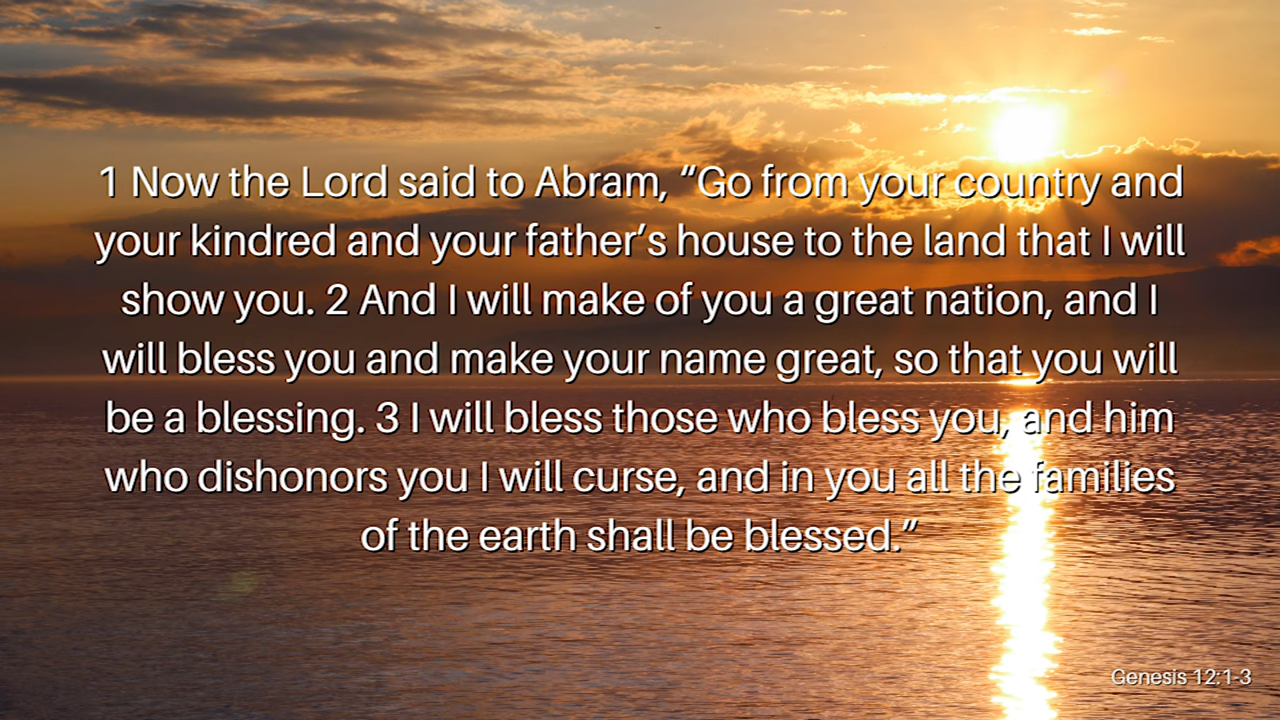 1 Now the Lord said to Abram, “Go from your country and
your kindred and your father’s house to the land that I will
show you. 2 And I will make of you a great nation, and I
will bless you and make your name great, so that you will
be a blessing. 3 I will bless those who bless you, and him
who dishonors you I will curse, and in you all the families
of the earth shall be blessed.”
Genesis 12:1-3